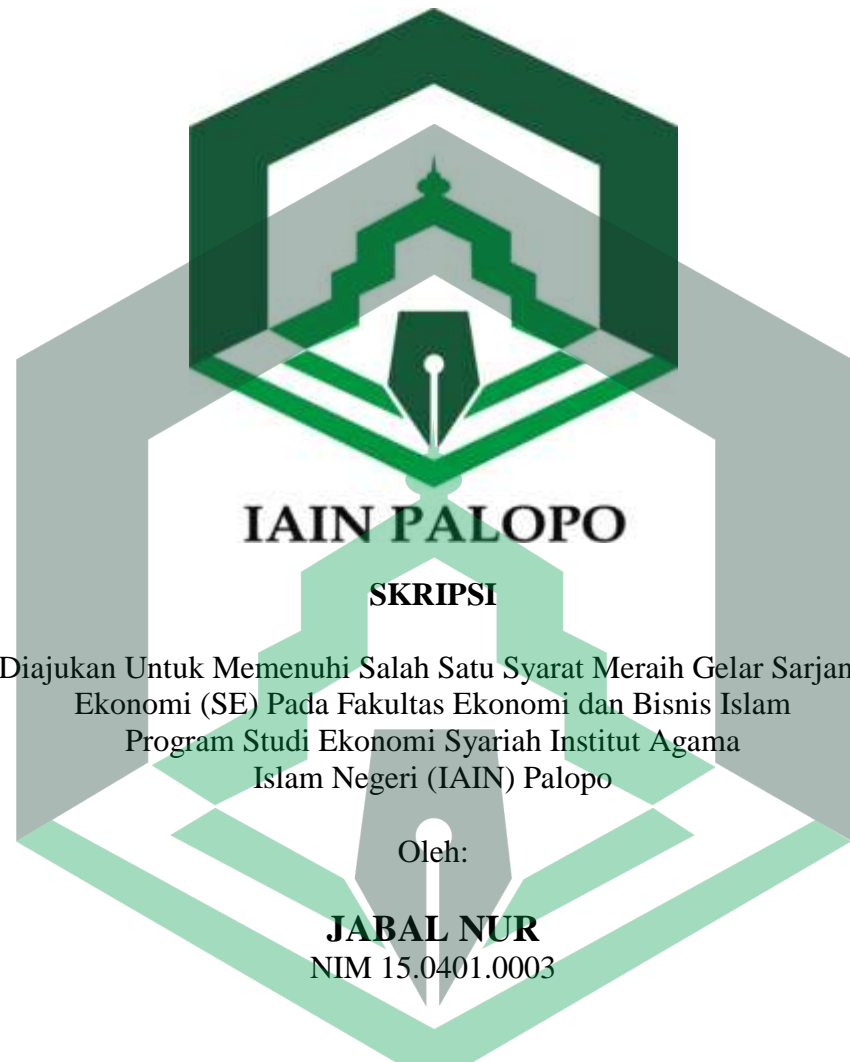 IAIN PALOPO
SKRIPSI
Diajukan Untuk Memenuhi Salah Satu Syarat Meraih Gelar Sarjan
Ekonomi (SE) Pada Fakultas Ekonomi dan Bisnis Islam
Program Studi Ekonomi Syariah Institut Agama
Islam Negeri (IAIN) Palopo
Oleh:
JABAL NUR
NIM 15.0401.0003